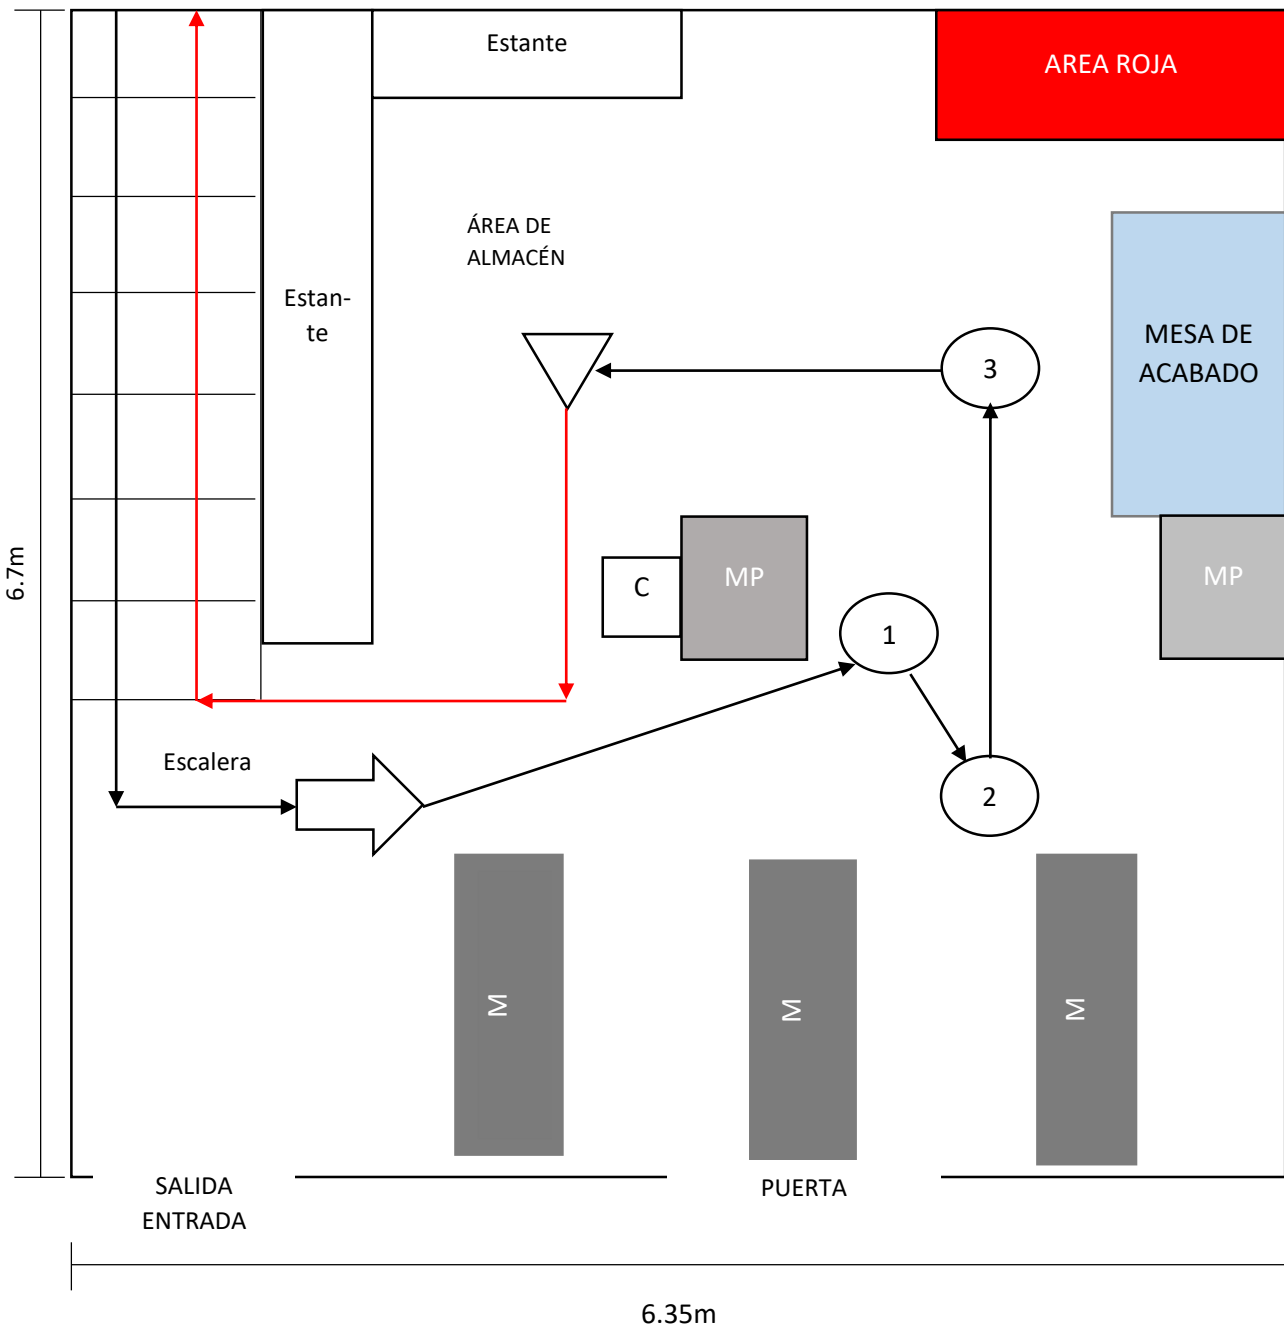 Estante
AREA ROJA
ÁREA DE
ALMACÉN
Estan-
te
MESA DE
ACABADO
3
6.7m
C
MP
MP
1
Escalera
2
M
M
M
SALIDA
ENTRADA
PUERTA
6.35m